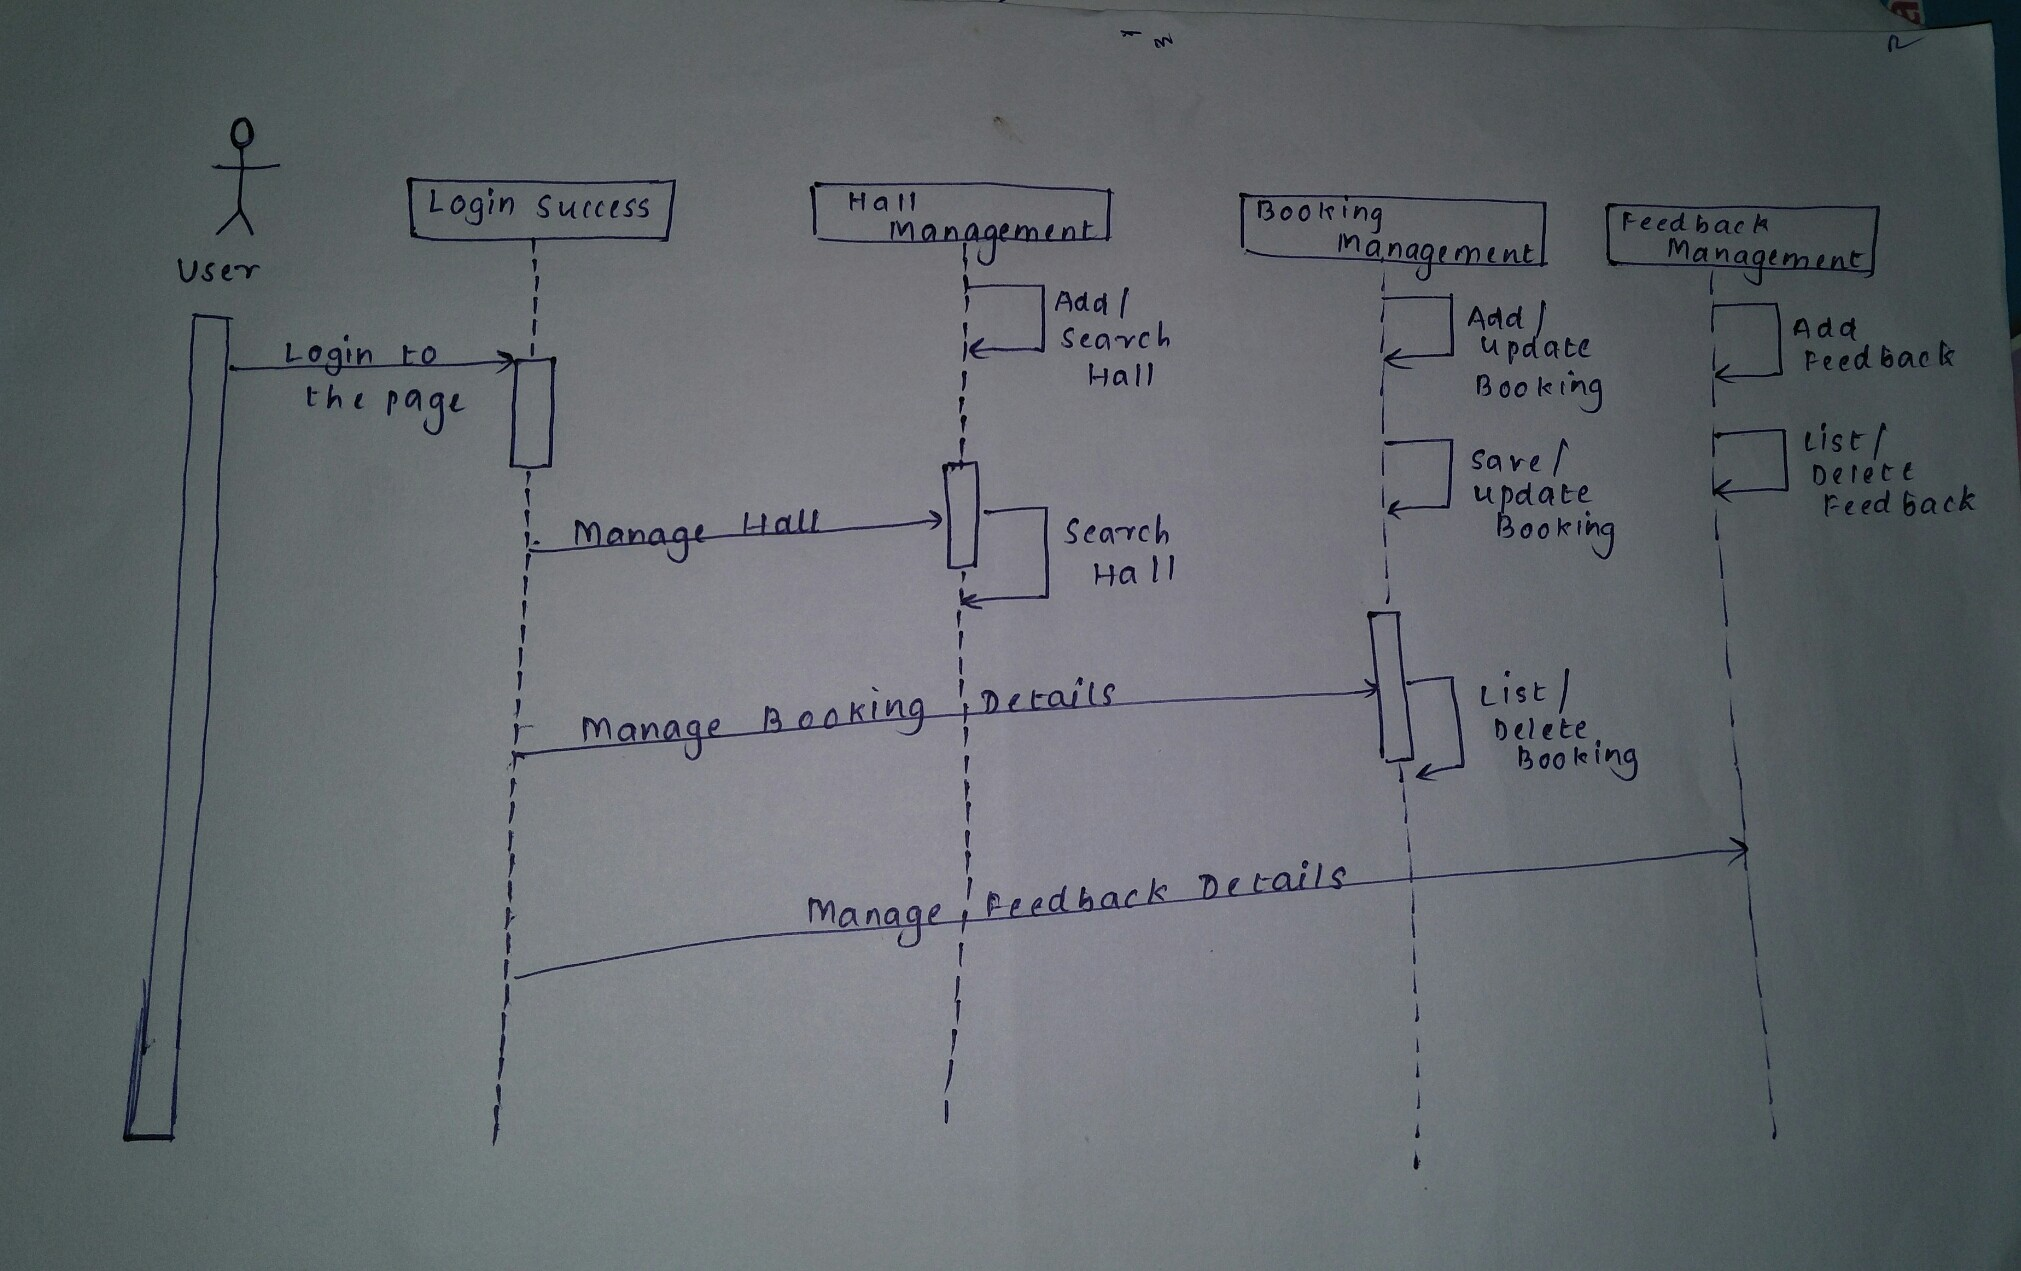 User
Login Success
Hall
Management
Booking
Management
Feedback
Management
Login to
the page
Add/
Search
Hall
Add/
Update
Booking
Add
Feedback
Save/
Update
Booking
List/
Delete
Feedback
Manage Hall
Search
Hall
Manage Booking Details
List/
Delete
Booking
Manage Feedback Details